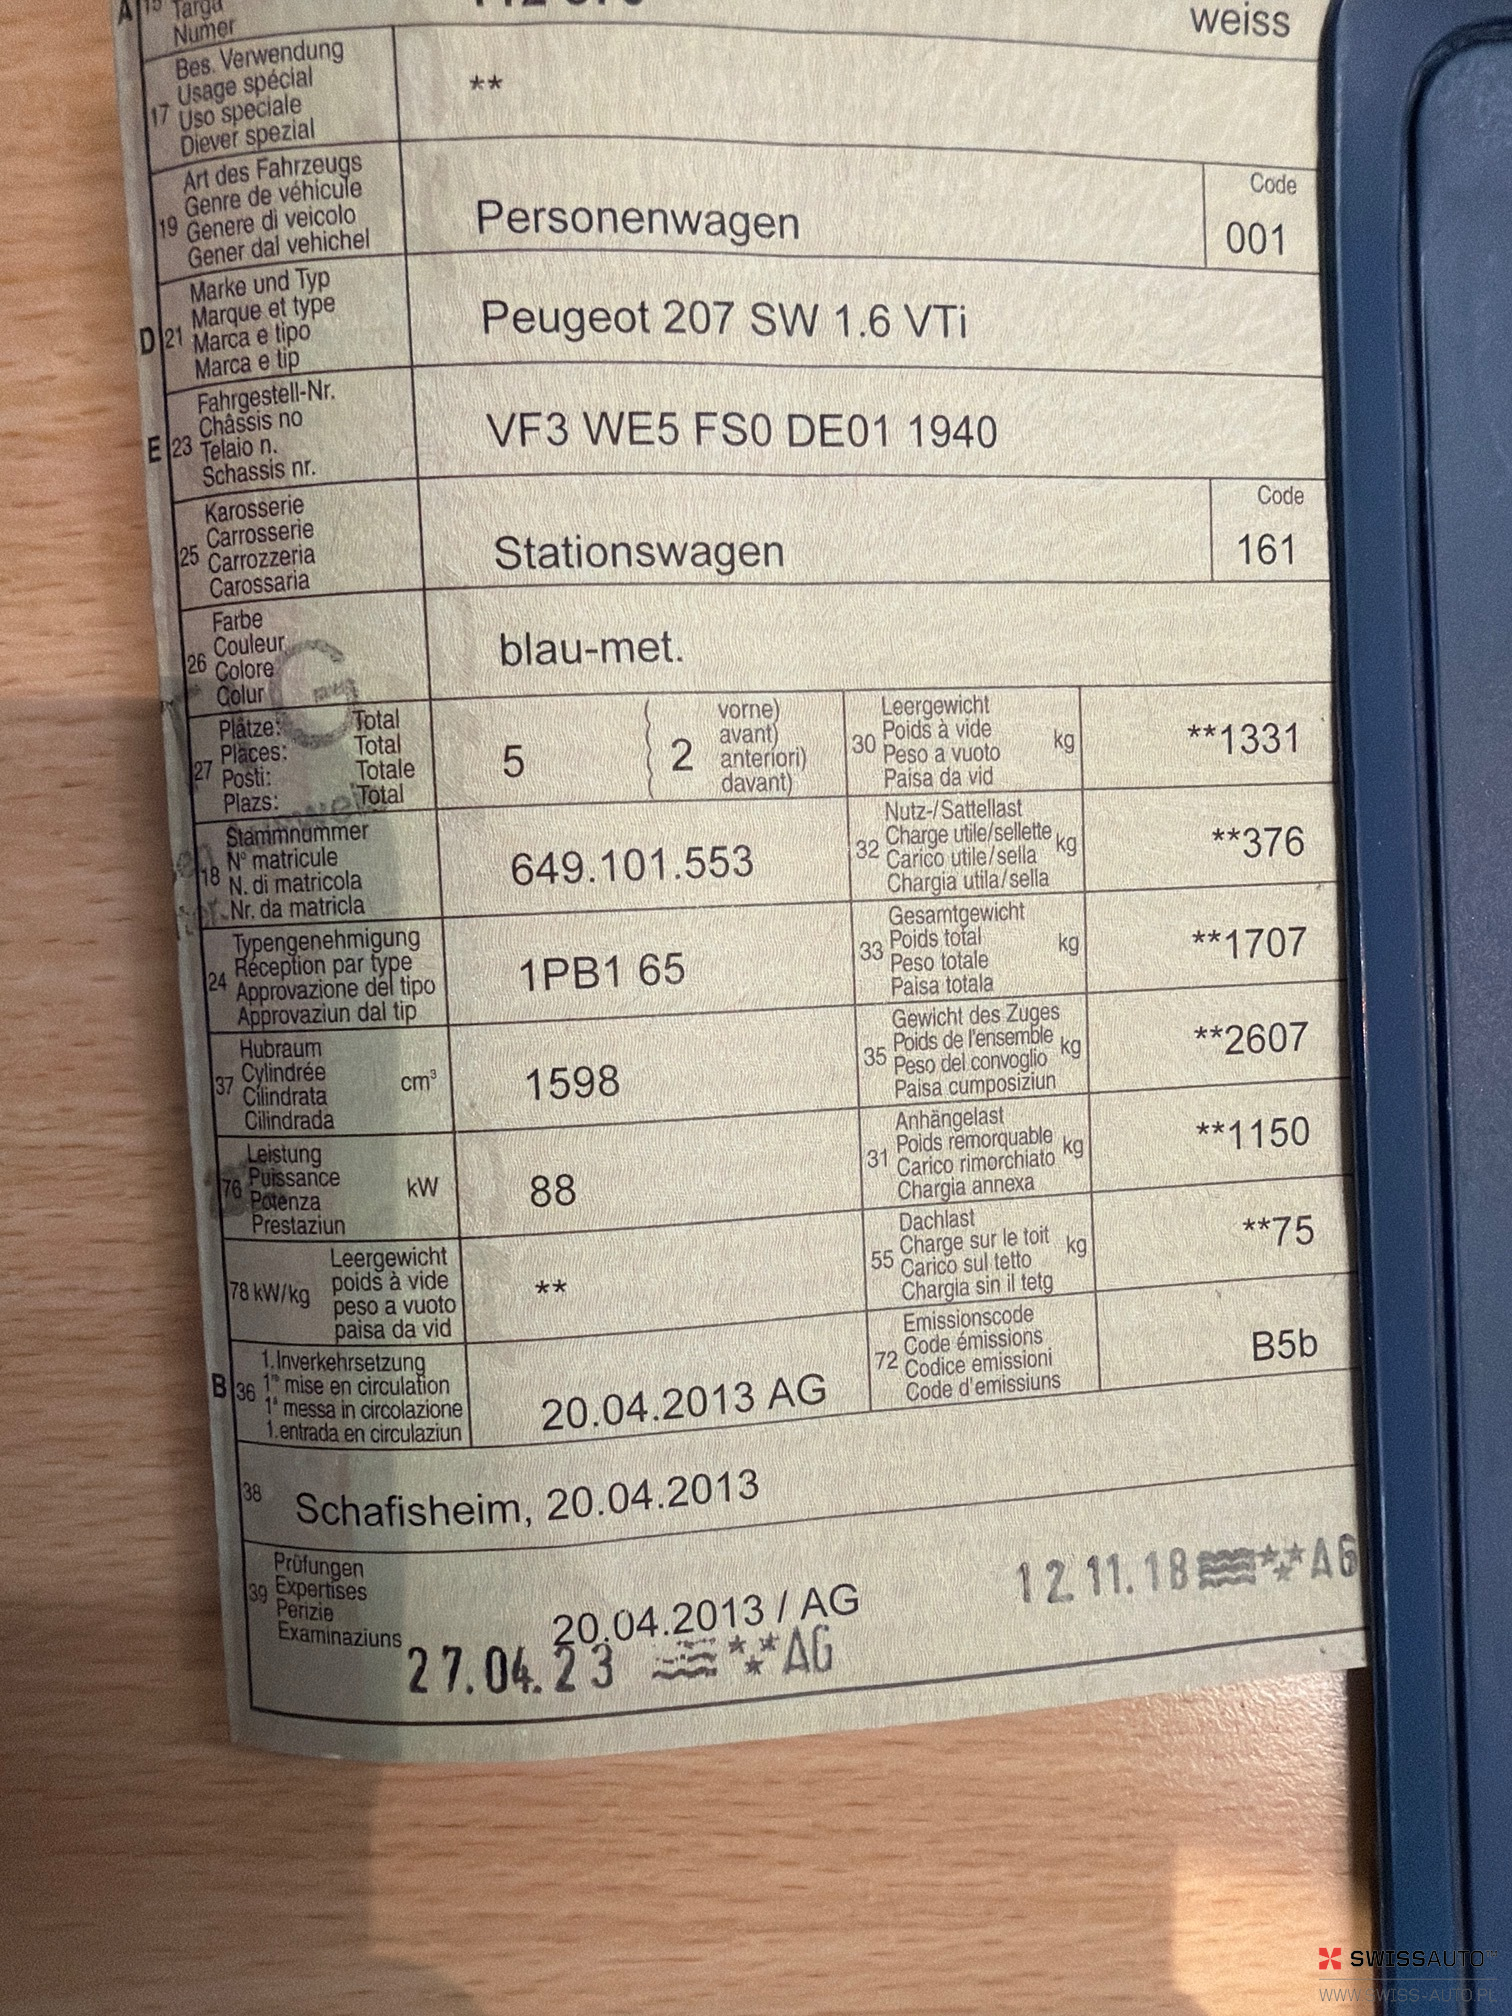 A 15 Targa
Numer
weiss
17 Bes. Verwendung
Usage spécial
Uso speciale
Diever spezial
**
19 Art des Fahrzeugs
Genre de véhicule
Genere di veicolo
Gener dal vehichel
Personenwagen
Code
001
D 21 Marke und Typ
Marque et type
Marca e tipo
Marca e tip
Peugeot 207 SW 1.6 VTi
E 23 Fahrgestell-Nr.
Châssis no
Telaio n.
Schassis nr.
VF3 WE5 FS0 DE01 1940
25 Karosserie
Carrosserie
Carrozzeria
Carossaria
Stationswagen
Code
161
26 Farbe
Couleur
Colore
Colur
blau-met.
27 Plätze: Total
Places: Total
Posti: Totale
Plazs: Total
5
2 vorne)
avant)
anteriori)
davant)
30 Leergewicht
Poids à vide
Peso a vuoto
Paisa da vid
kg
**1331
18 Stammnummer
N° matricule
N. di matricola
Nr. da matricla
649.101.553
32 Nutz-/Sattellast
Charge utile/sellette
Carico utile/sella
Chargia utila/sella
kg
**376
24 Typengenehmigung
Réception par type
Approvazione del tipo
Approvaziun dal tip
1PB1 65
33 Gesamtgewicht
Poids total
Peso totale
Paisa totala
kg
**1707
37 Hubraum
Cylindrée
Cilindrata
Cilindrada
cm³
1598
35 Gewicht des Zuges
Poids de l'ensemble
Peso del convoglio
Paisa cumposiziun
kg
**2607
76 Leistung
Puissance
Potenza
Prestaziun
kW
88
31 Anhängelast
Poids remorquable
Carico rimorchiato
Chargia annexa
kg
**1150
78 kW/kg
Leergewicht
poids à vide
peso a vuoto
paisa da vid
**
55 Dachlast
Charge sur le toit
Carico sul tetto
Chargia sin il tetg
kg
**75
B 36 1.Inverkehrsetzung
1re mise en circulation
1a messa in circolazione
1.entrada en circulaziun
20.04.2013 AG
72 Emissionscode
Code émissions
Codice emissioni
Code d'emissiuns
B5b
38 Schafisheim, 20.04.2013
39 Prüfungen
Expertises
Perizie
Examinaziuns
20.04.2013 / AG
12.11.18 AG
27.04.23 AG
SWISSAUTO
WWW.SWISS-AUTO.PL